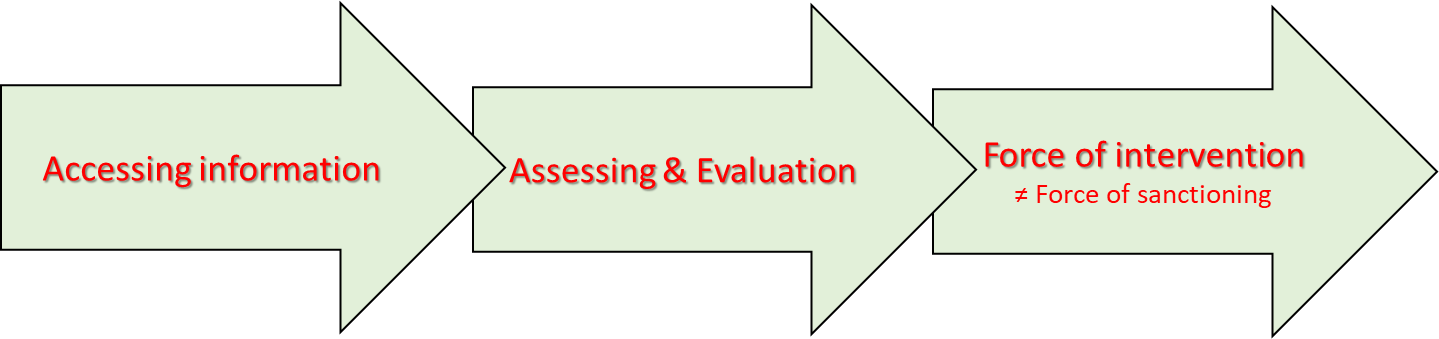 Accessing information
Assessing & Evaluation
Force of intervention
≠ Force of sanctioning